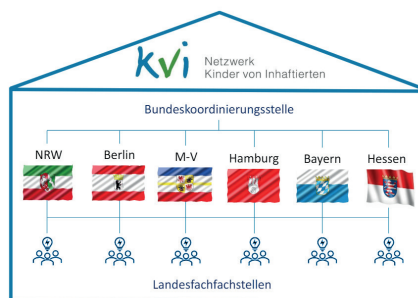 kvi
Netzwerk
Kinder von Inhaftierten
Bundeskoordinierungsstelle
NRW Berlin M-V Hamburg Bayern Hessen
Landesfachfachstellen